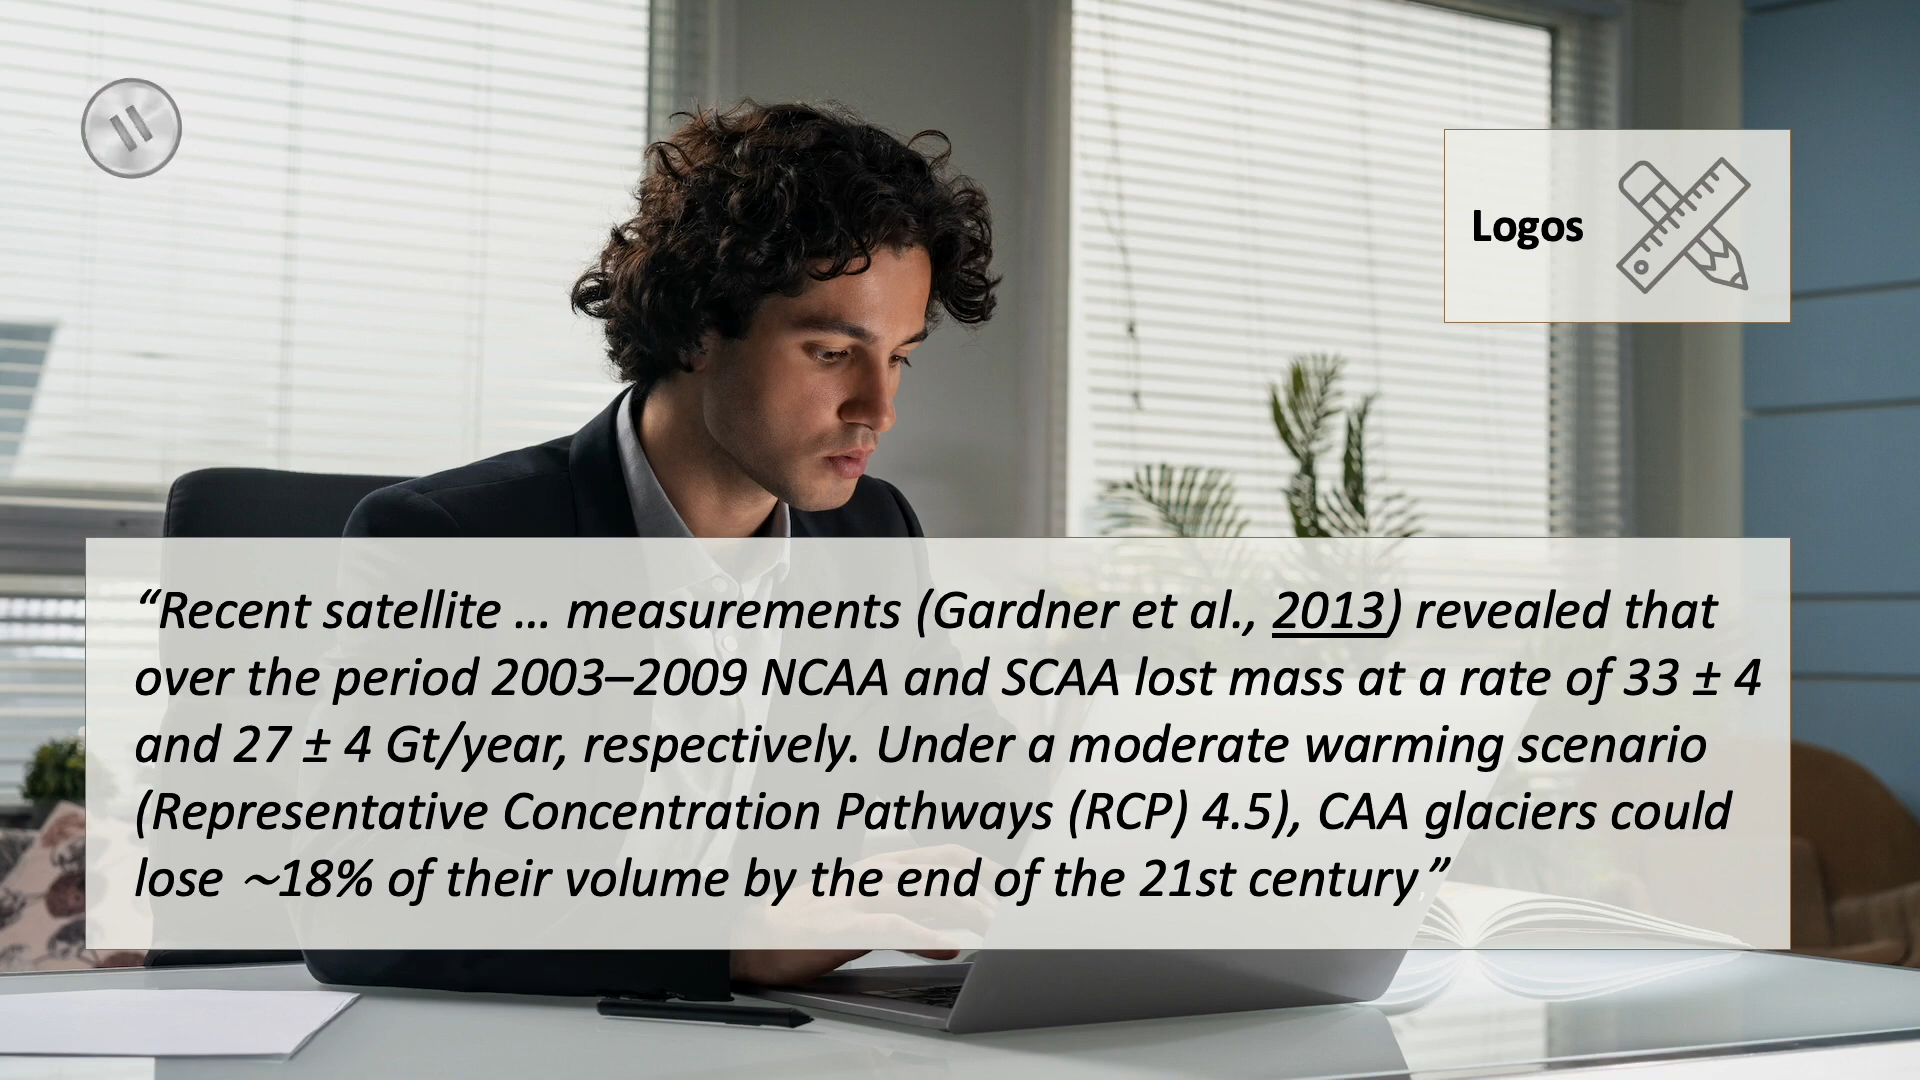 Logos
“Recent satellite … measurements (Gardner et al., 2013) revealed that
over the period 2003–2009 NCAA and SCAA lost mass at a rate of 33 ± 4
and 27 ± 4 Gt/year, respectively. Under a moderate warming scenario
(Representative Concentration Pathways (RCP) 4.5), CAA glaciers could
lose ∼18% of their volume by the end of the 21st century.”